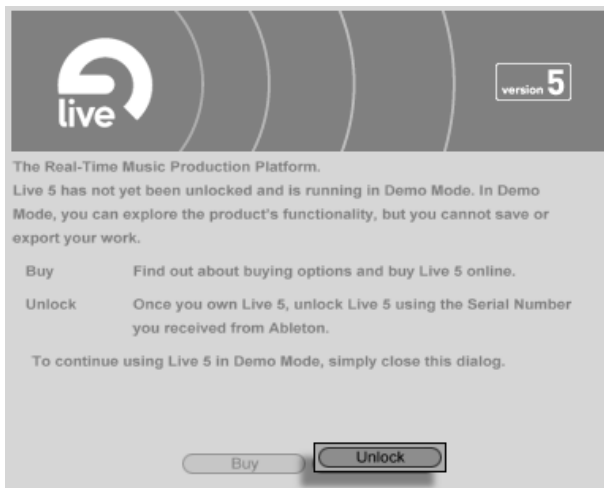 live
version 5
The Real-Time Music Production Platform.
Live 5 has not yet been unlocked and is running in Demo Mode. In Demo
Mode, you can explore the product's functionality, but you cannot save or
export your work.
Buy Find out about buying options and buy Live 5 online.
Unlock Once you own Live 5, unlock Live 5 using the Serial Number
you received from Ableton.
To continue using Live 5 in Demo Mode, simply close this dialog.
Buy Unlock